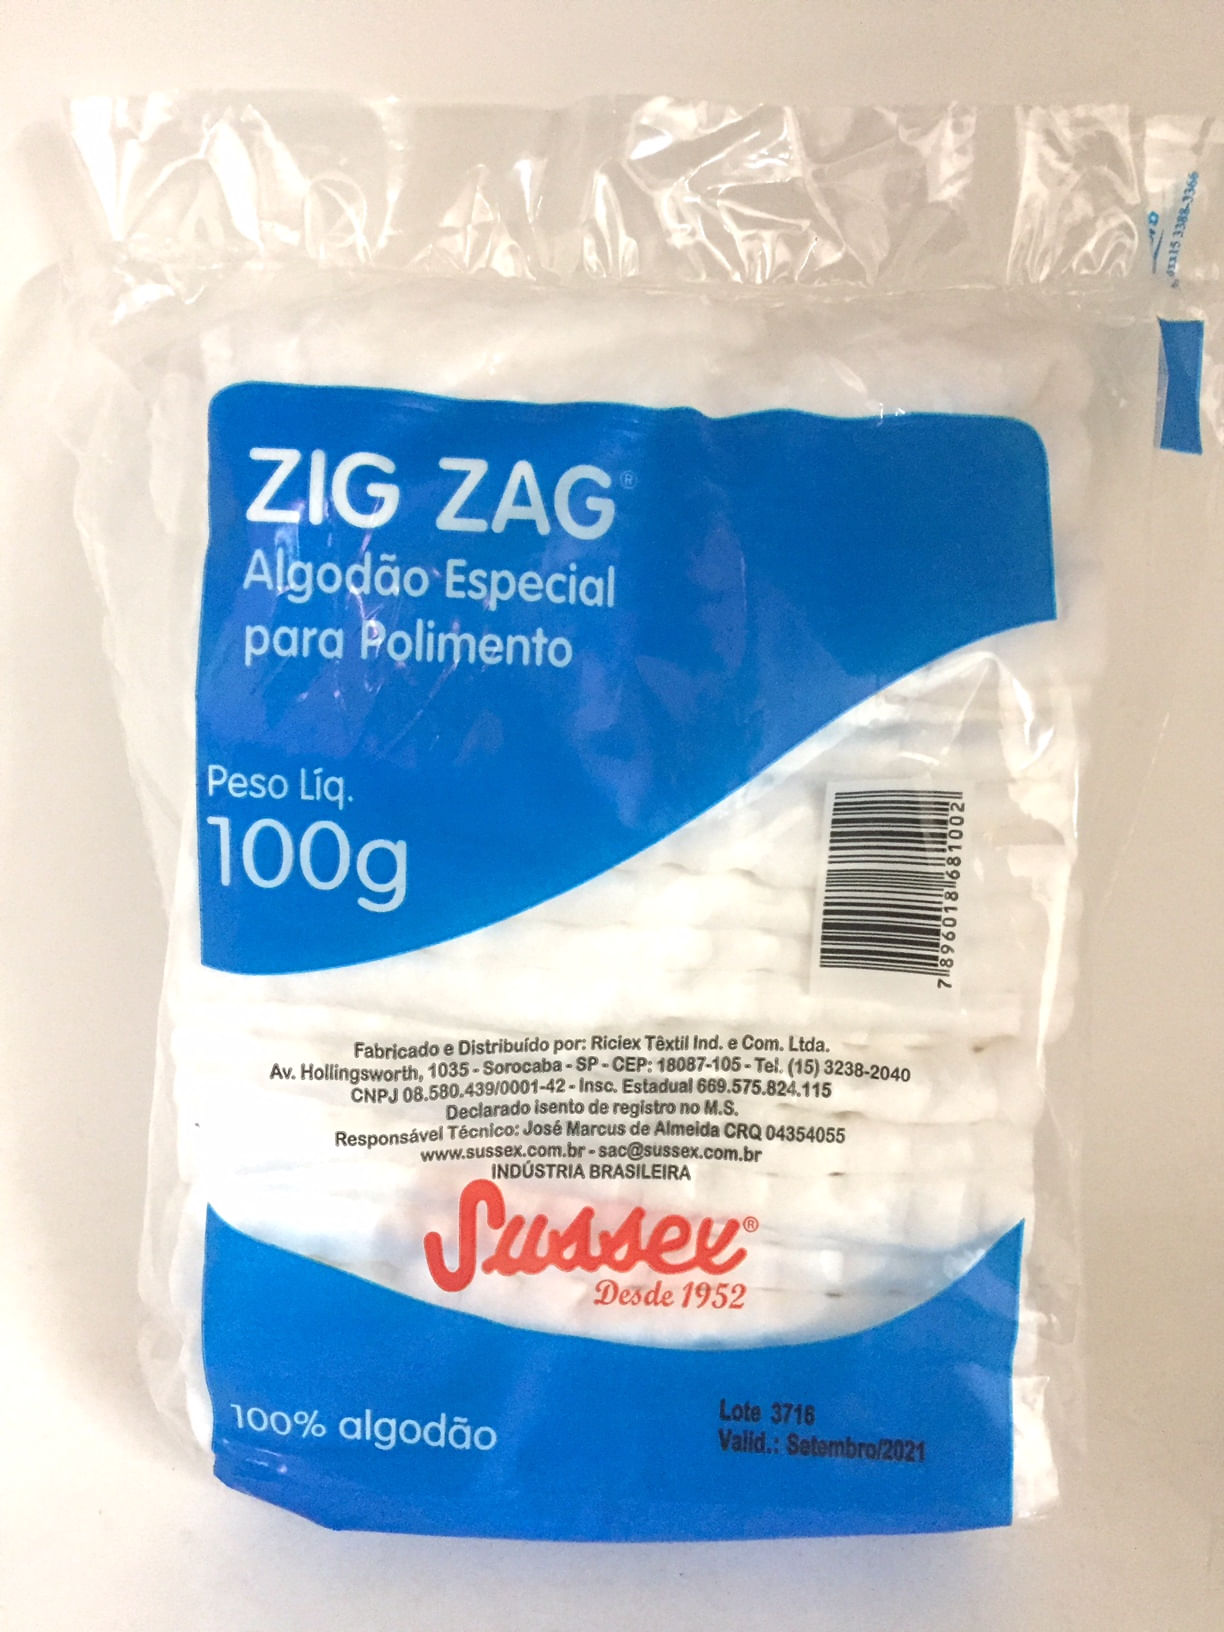 ZIG ZAG®
Algodão Especial
para Polimento
Peso Líq.
100g
7896018681002
Fabricado e Distribuído por: Riciex Têxtil Ind. e Com. Ltda.
Av. Hollingsworth, 1035 - Sorocaba - SP - CEP: 18087-105 - Tel. (15) 3238-2040
CNPJ 08.580.439/0001-42 - Insc. Estadual 669.575.824.115
Declarado isento de registro no M.S.
Responsável Técnico: José Marcus de Almeida CRQ 04354055
www.sussex.com.br - sac@sussex.com.br
INDÚSTRIA BRASILEIRA
Sussex®
Desde 1952
100% algodão
Lote 3716
Valid.: Setembro/2021
3388-3366